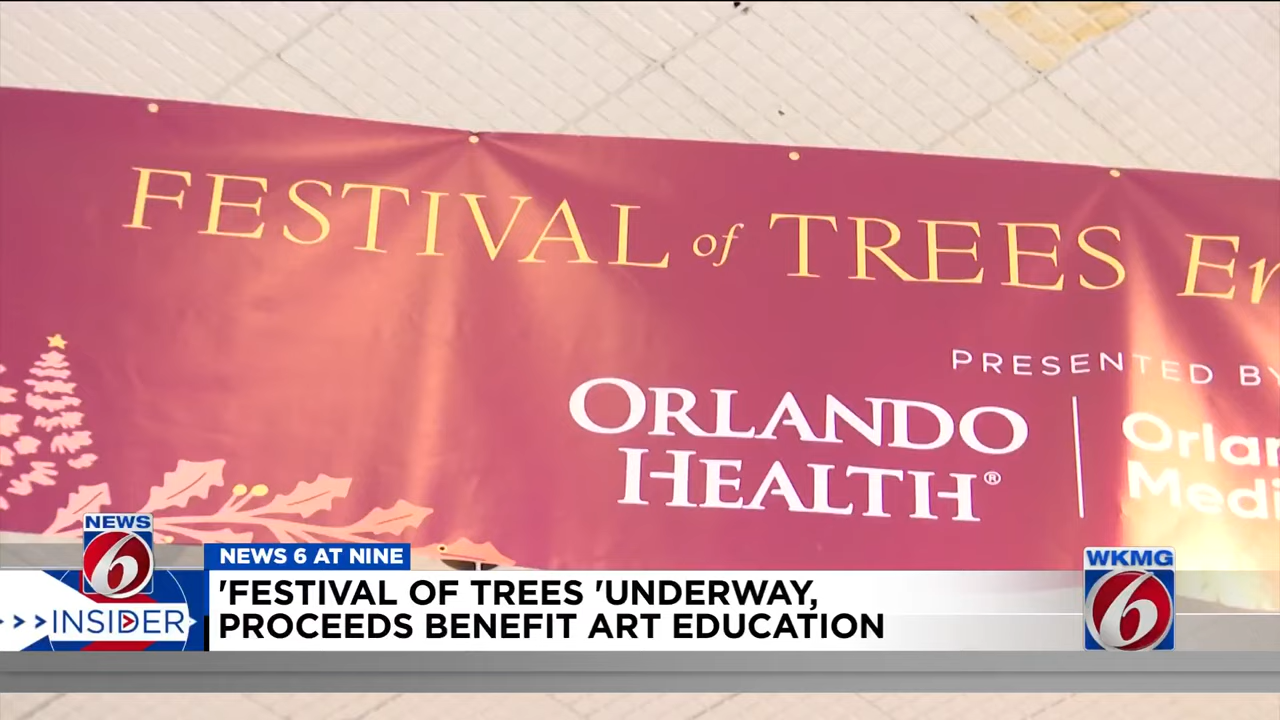 FESTIVAL of TREES
PRESENTED BY
ORLANDO
HEALTH®
NEWS
6
INSIDER
NEWS 6 AT NINE
'FESTIVAL OF TREES 'UNDERWAY,
PROCEEDS BENEFIT ART EDUCATION
WKMG
6